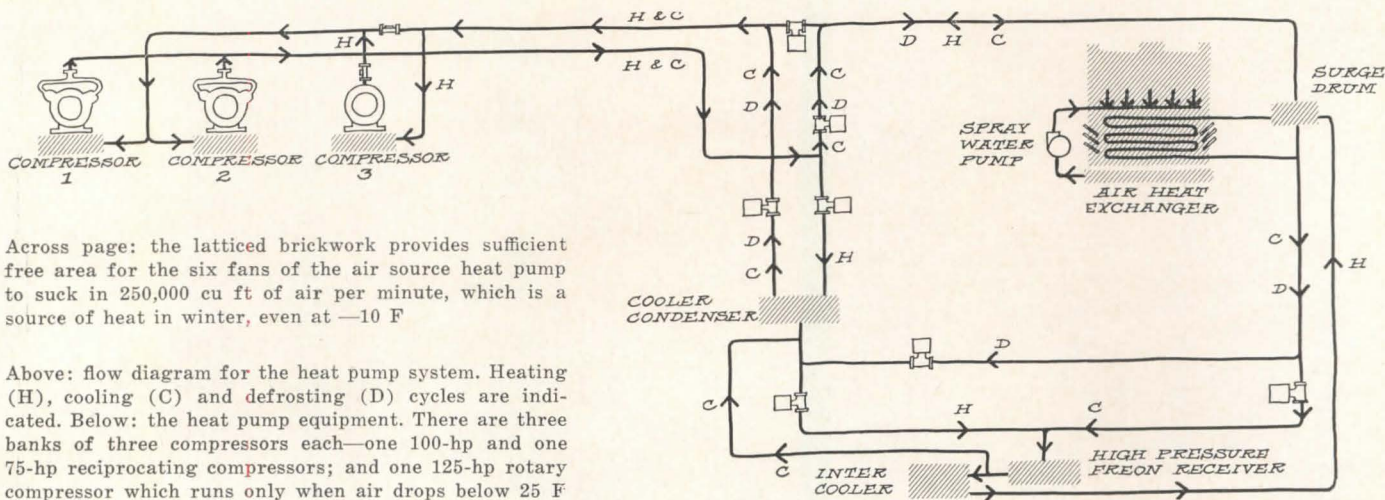 H & C
D H C
H
H
H & C
C
C
D
D
C
SURGE
DRUM
SPRAY
WATER
PUMP
COMPRESSOR
1
COMPRESSOR
2
COMPRESSOR
3
AIR HEAT
EXCHANGER
Across page: the latticed brickwork provides sufficient
free area for the six fans of the air source heat pump
to suck in 250,000 cu ft of air per minute, which is a
source of heat in winter, even at —10 F
D
C
H
C
D
H
COOLER
CONDENSER
D
Above: flow diagram for the heat pump system. Heating
(H), cooling (C) and defrosting (D) cycles are indi-
cated. Below: the heat pump equipment. There are three
banks of three compressors each—one 100-hp and one
75-hp reciprocating compressors; and one 125-hp rotary
compressor which runs only when air drops below 25 F
C
H
C
C
INTER
COOLER
HIGH PRESSURE
FREON RECEIVER